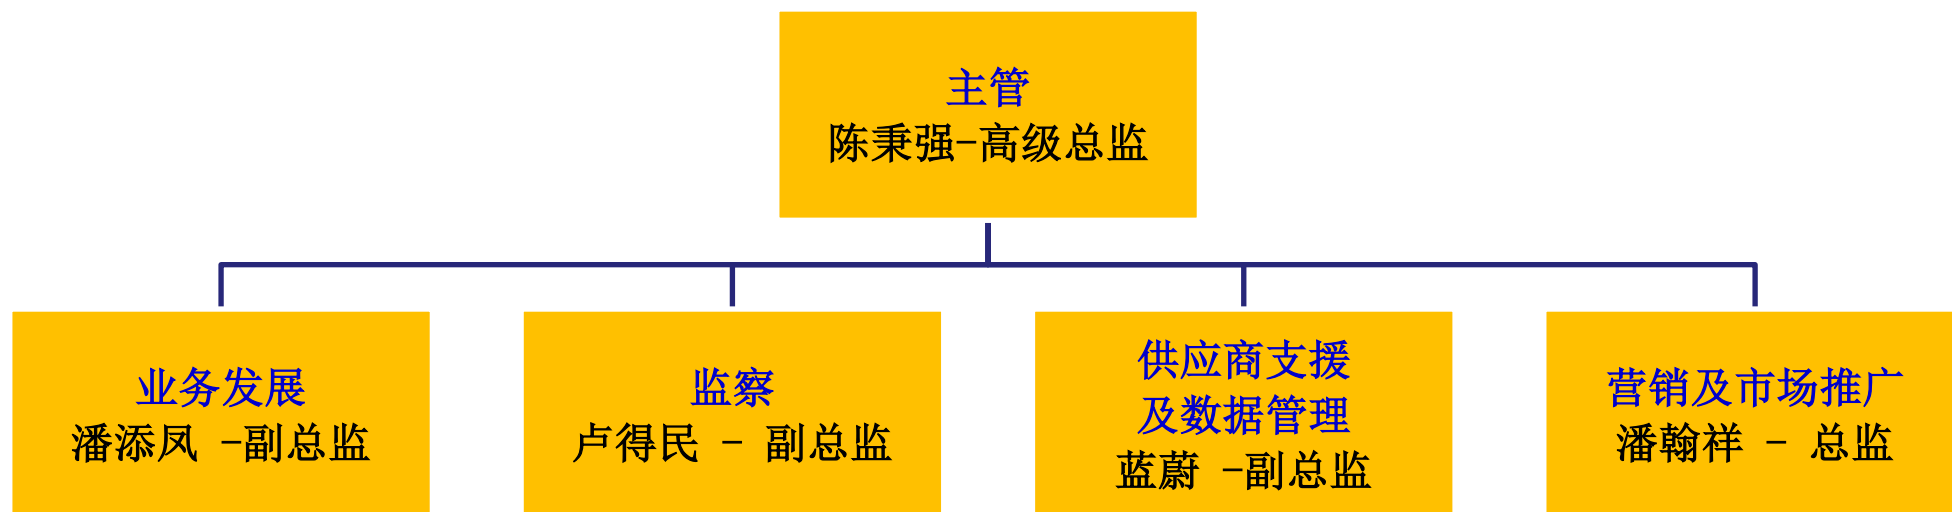 主管
陈秉强-高级总监
业务发展
潘添凤 -副总监
监察
卢得民 - 副总监
供应商支援
及数据管理
蓝蔚 -副总监
营销及市场推广
潘翰祥 - 总监